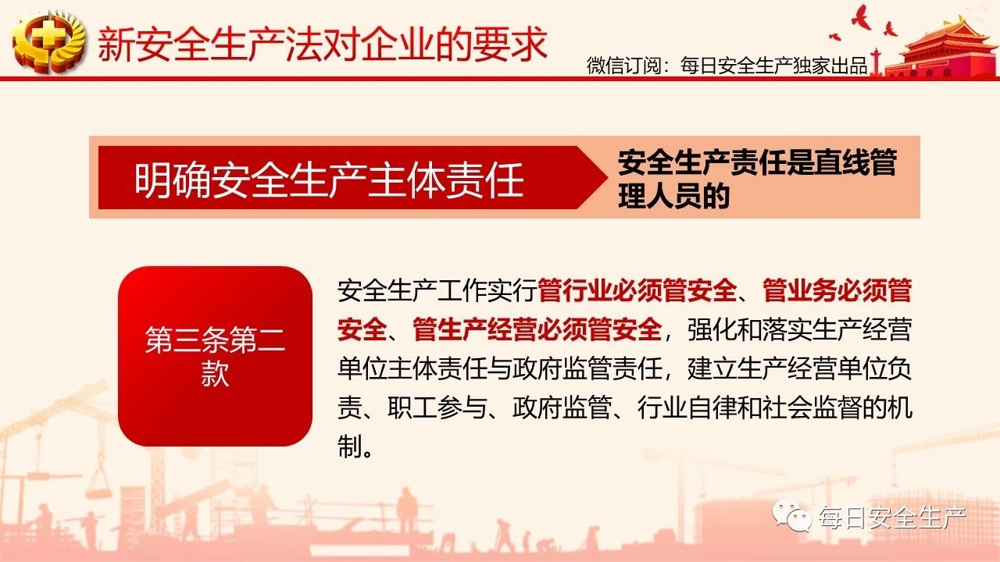 新安全生产法对企业的要求
微信订阅：每日安全生产独家出品
明确安全生产主体责任
安全生产责任是直线管
理人员的
第三条第二
款
安全生产工作实行管行业必须管安全、管业务必须管
安全、管生产经营必须管安全，强化和落实生产经营
单位主体责任与政府监管责任，建立生产经营单位负
责、职工参与、政府监管、行业自律和社会监督的机
制。
每日安全生产